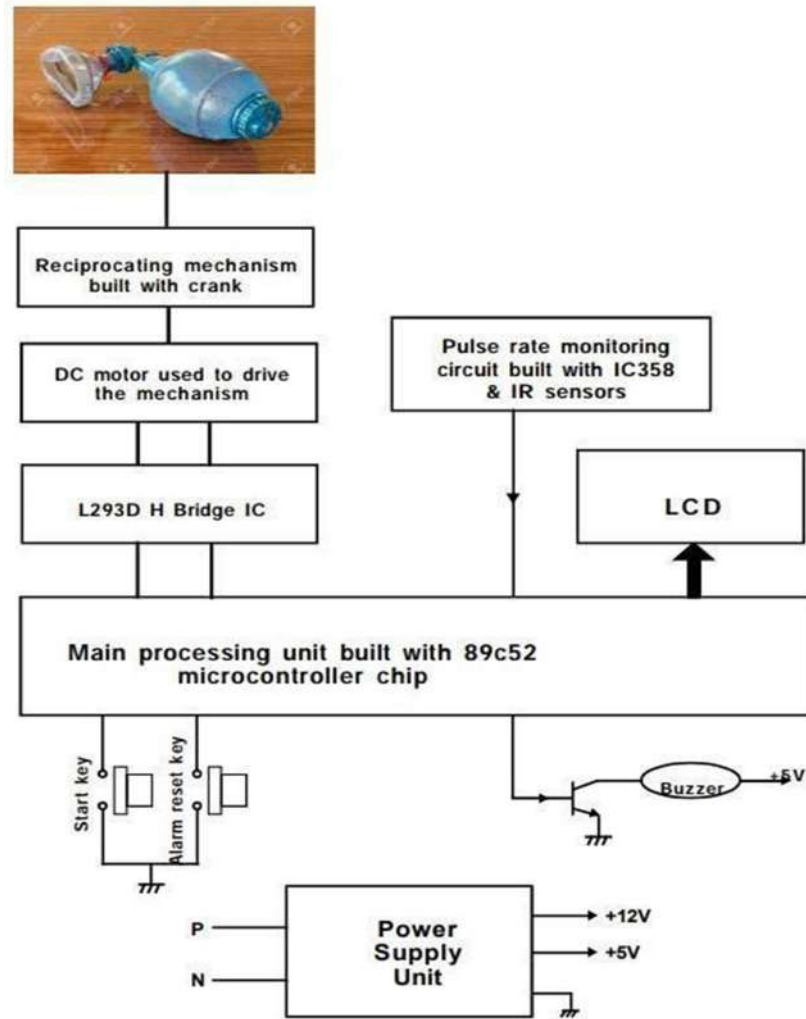 Reciprocating mechanism
built with crank
DC motor used to drive
the mechanism
Pulse rate monitoring
circuit built with IC358
& IR sensors
L293D H Bridge IC
LCD
Main processing unit built with 89c52
microcontroller chip
Start key
Alarm reset key
Buzzer
+5V
P
N
Power
Supply
Unit
+12V
+5V